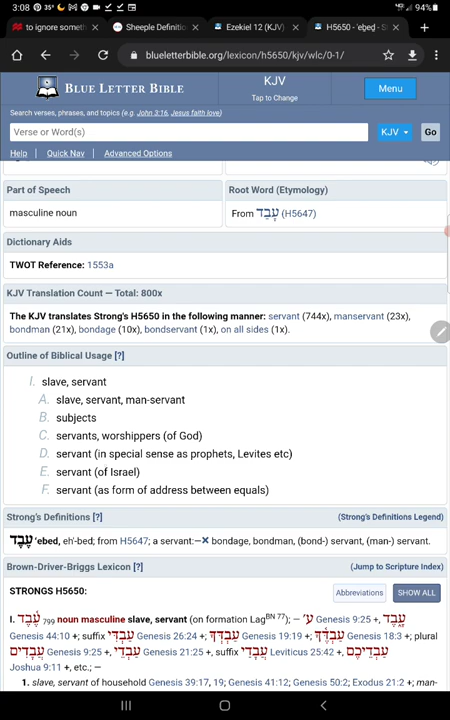 3:08 35° 94%
to ignore someth
Sheeple Definitio
Ezekiel 12 (KJV)
H5650 - 'ebed - S
blueletterbible.org/lexicon/h5650/kjv/wlc/0-1/
BLUE LETTER BIBLE
KJV
Tap to Change
Menu
Search verses, phrases, and topics (e.g. John 3:16, Jesus faith love)
Verse or Word(s)
KJV
Go
Help | Quick Nav | Advanced Options
Part of Speech
Root Word (Etymology)
masculine noun
From עָבַד (H5647)
Dictionary Aids
TWOT Reference: 1553a
KJV Translation Count — Total: 800x
The KJV translates Strong's H5650 in the following manner: servant (744x), manservant (23x),
bondman (21x), bondage (10x), bondservant (1x), on all sides (1x).
Outline of Biblical Usage [?]
I. slave, servant
A. slave, servant, man-servant
B. subjects
C. servants, worshippers (of God)
D. servant (in special sense as prophets, Levites etc)
E. servant (of Israel)
F. servant (as form of address between equals)
Strong's Definitions [?]
(Strong's Definitions Legend)
עֶבֶד ʻebed, eh'-bed; from H5647; a servant:—× bondage, bondman, (bond-) servant, (man-) servant.
Brown-Driver-Briggs Lexicon [?]
(Jump to Scripture Index)
STRONGS H5650:
Abbreviations
SHOW ALL
I. עֶ֫בֶד 799 noun masculine slave, servant (on formation Lag BN 77); — ע׳ Genesis 9:25 +, עָ֑בֶד
Genesis 44:10 +; suffix עַבְדִּי Genesis 26:24 +, עַבְדְּךָ Genesis 19:19 +, עַבְדֶּ֑ךָ Genesis 18:3 +; plural
עֲבָדִים Genesis 9:25 +, עַבְדֵי Genesis 21:25 +, suffix עֲבָדַי Leviticus 25:42 +, עַבְדֵיכֶם
Joshua 9:11 +, etc.; —
1. slave, servant of household Genesis 39:17, 19; Genesis 41:12; Genesis 50:2; Exodus 21:2 +; man-